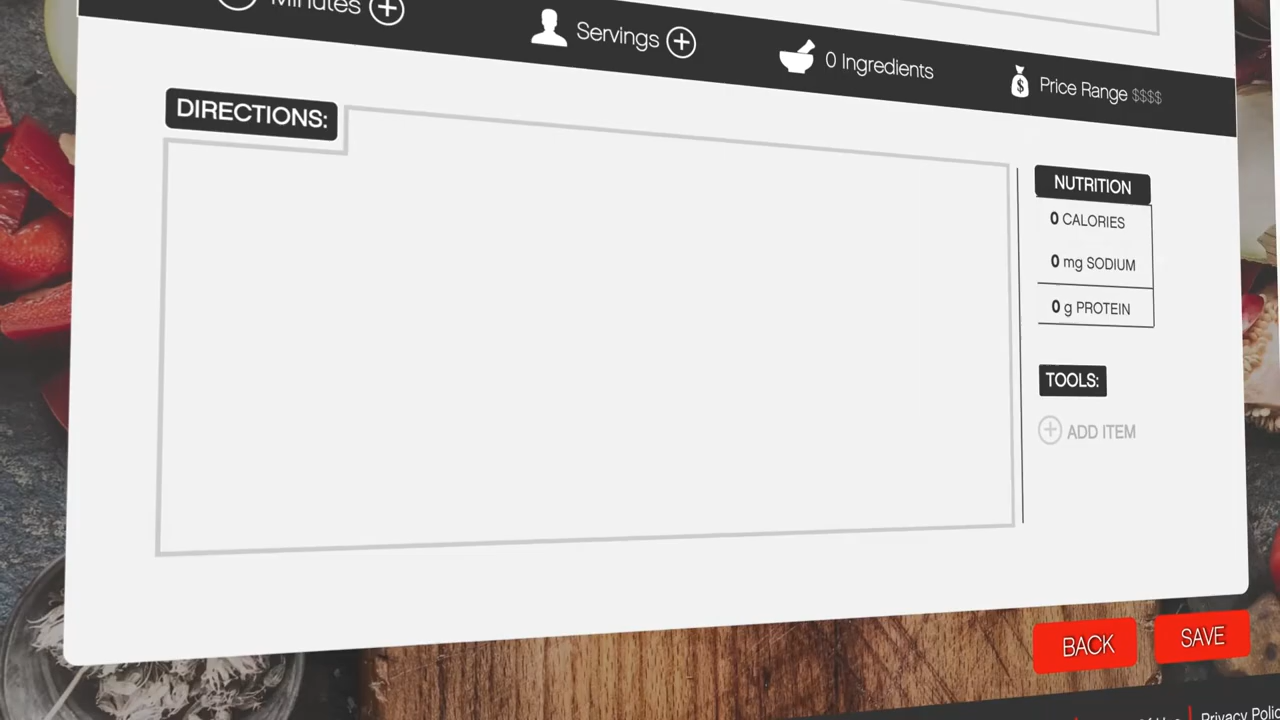 Minutes
Servings
0 Ingredients
Price Range $$$$
DIRECTIONS:
NUTRITION
0 CALORIES
0 mg SODIUM
0 g PROTEIN
TOOLS:
ADD ITEM
BACK
SAVE
Privacy Polic